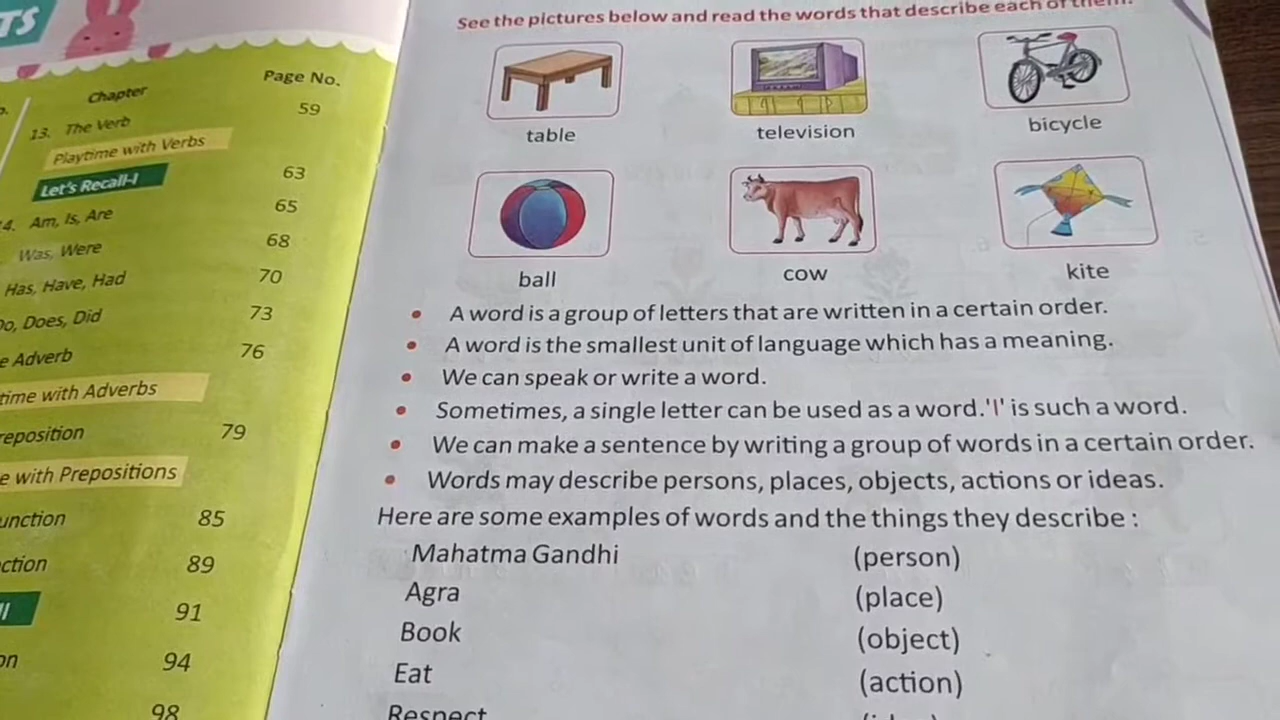 TS
Chapter
Page No.
13. The Verb
59
Playtime with Verbs
Let's Recall-I
63
4. Am, Is, Are
65
Was, Were
68
Has, Have, Had
70
Do, Does, Did
73
e Adverb
76
time with Adverbs
reposition
79
e with Prepositions
unction
85
ction
89
91
on
94
98
See the pictures below and read the words that describe each of them.
table
television
bicycle
ball
cow
kite
• A word is a group of letters that are written in a certain order.
• A word is the smallest unit of language which has a meaning.
• We can speak or write a word.
• Sometimes, a single letter can be used as a word.'I' is such a word.
• We can make a sentence by writing a group of words in a certain order.
• Words may describe persons, places, objects, actions or ideas.
Here are some examples of words and the things they describe :
Mahatma Gandhi (person)
Agra (place)
Book (object)
Eat (action)
Respect